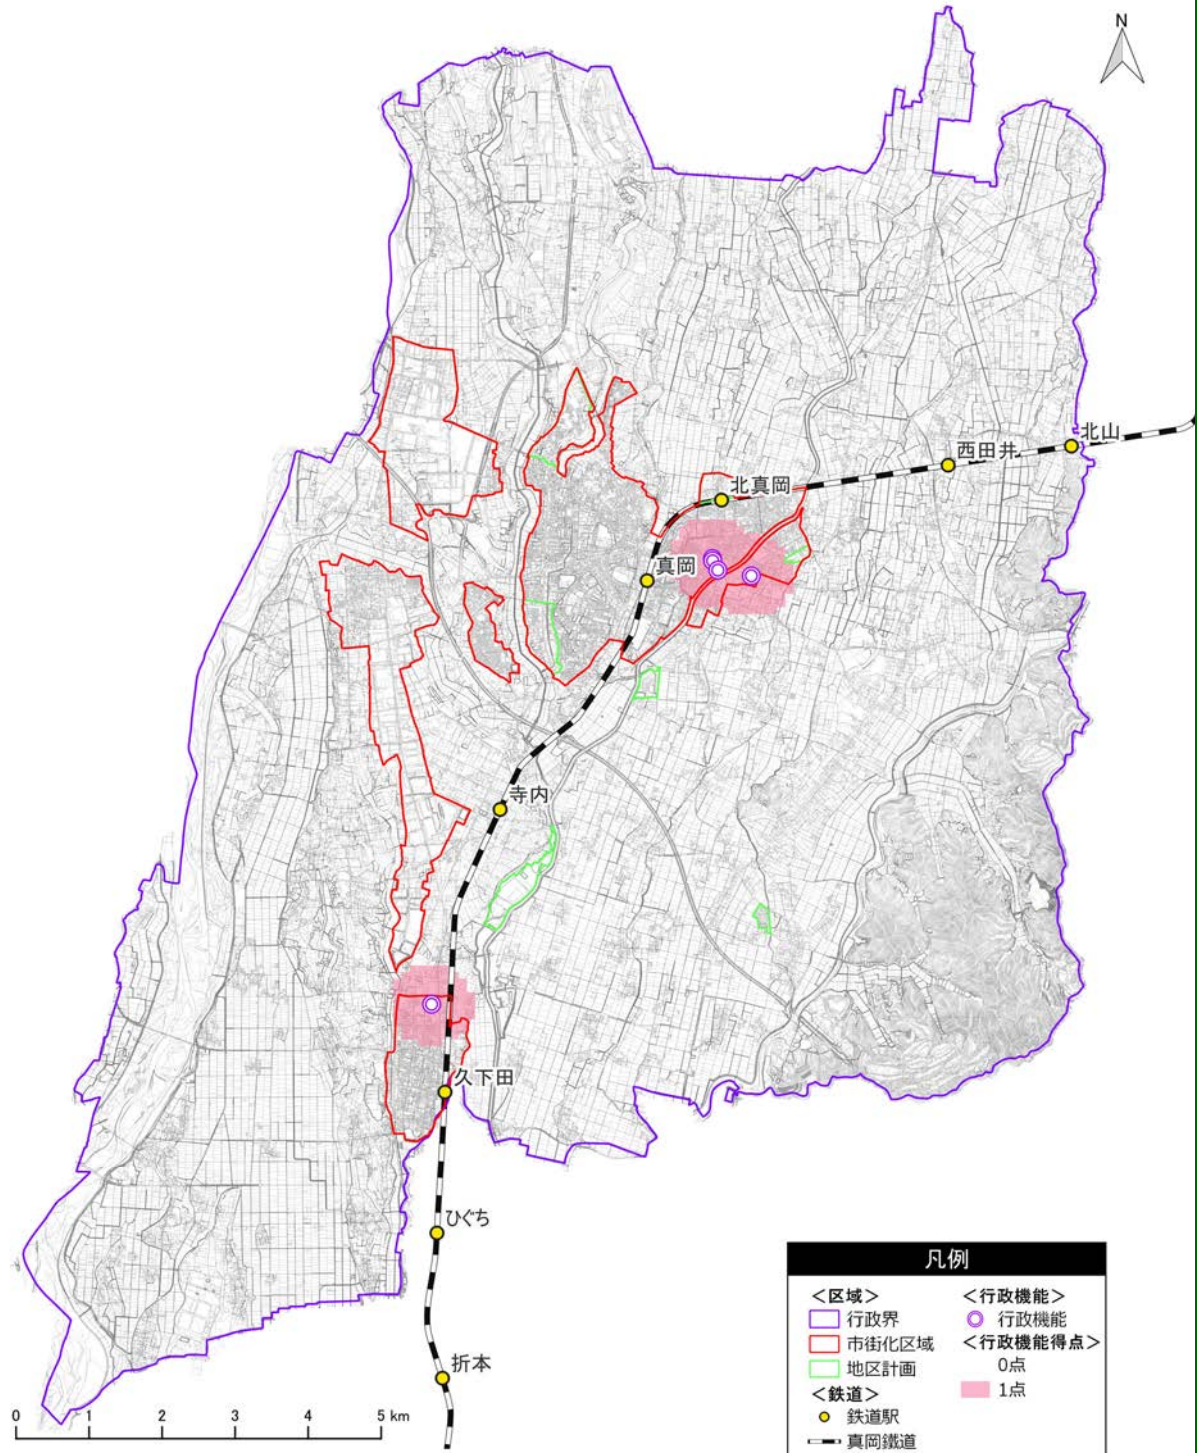 N
北山
西田井
北真岡
真岡
寺内
久下田
ひぐち
折本
0 1 2 3 4 5 km
凡例
<区域>
行政界
市街化区域
地区計画
<鉄道>
鉄道駅
真岡鐵道
<行政機能>
行政機能
<行政機能得点>
0点
1点